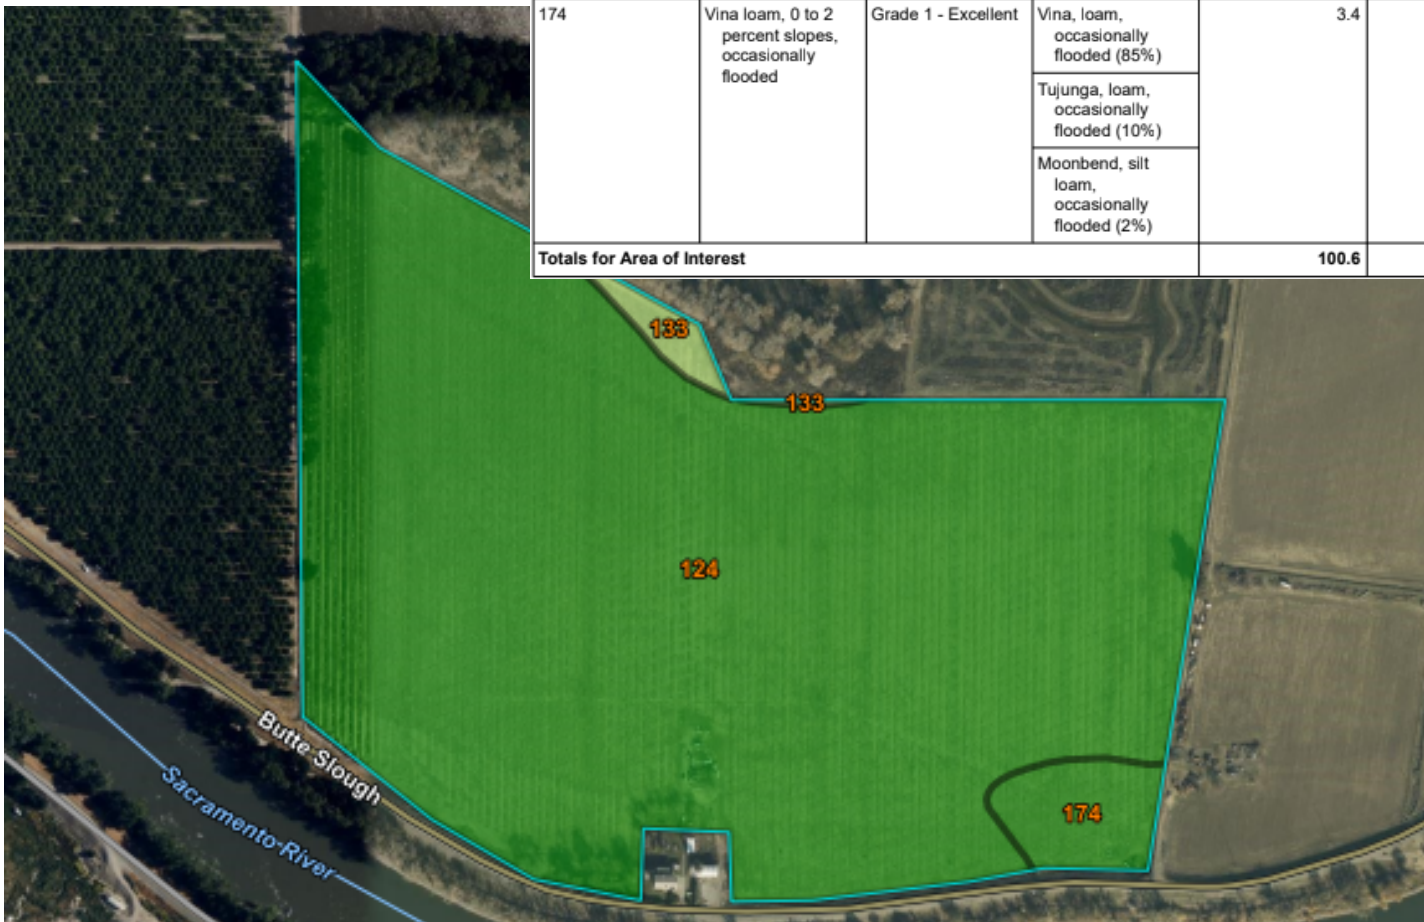 174
Vina loam, 0 to 2
percent slopes,
occasionally
flooded
Grade 1 - Excellent
Vina, loam,
occasionally
flooded (85%)
3.4
Tujunga, loam,
occasionally
flooded (10%)
Moonbend, silt
loam,
occasionally
flooded (2%)
Totals for Area of Interest
100.6
133
133
124
174
Butte Slough
Sacramento River